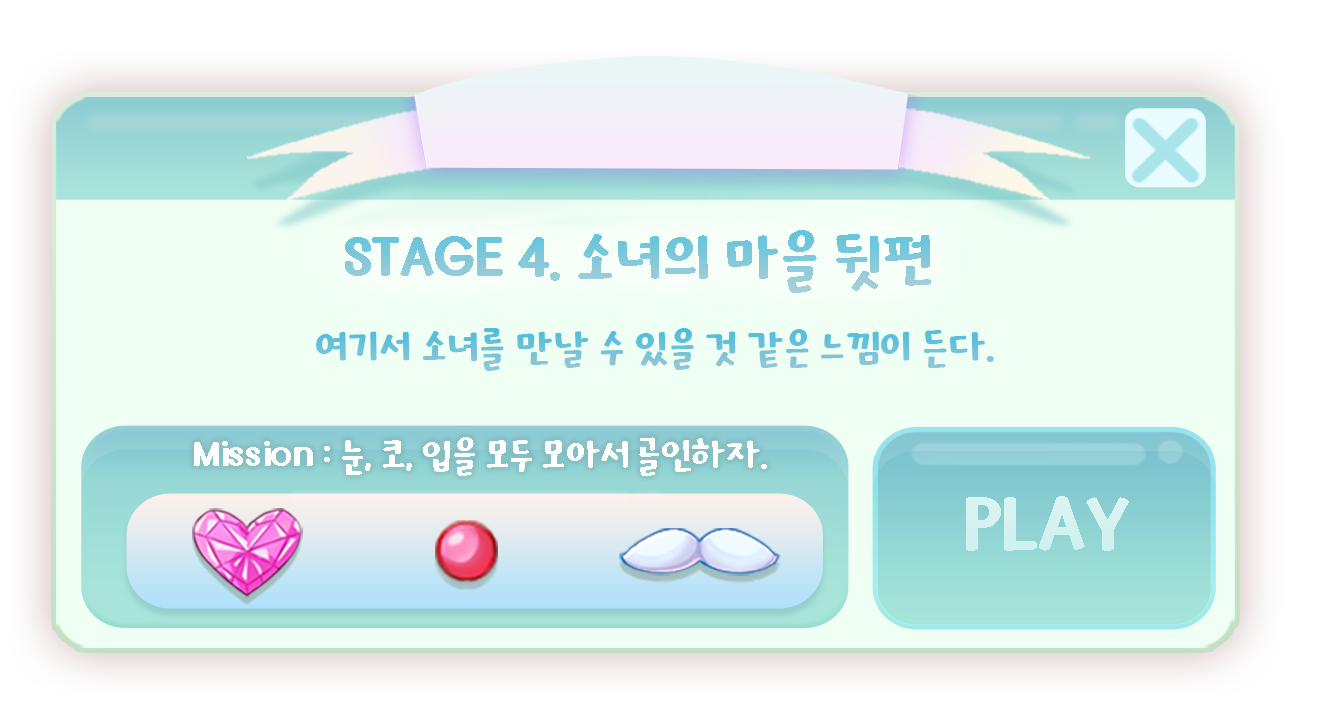 STAGE 4. 소녀의 마을 뒷편
여기서 소녀를 만날 수 있을 것 같은 느낌이 든다.
Mission : 눈, 코, 입을 모두 모아서 골인하자.
PLAY